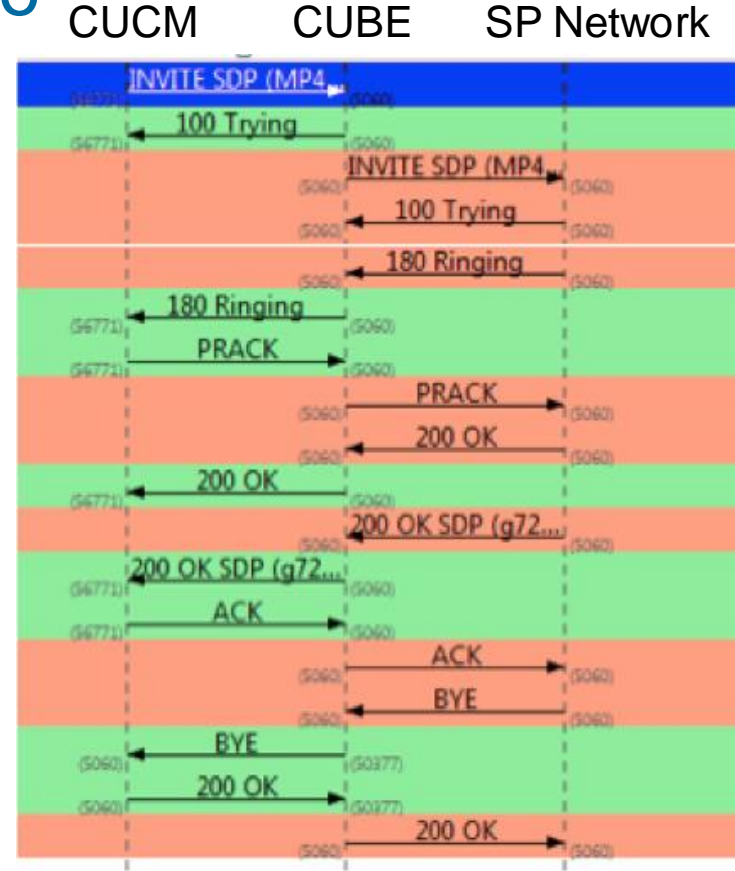 CUCM CUBE SP Network
INVITE SDP (MP4...
(56771) (5060)
100 Trying
(56771) (5060)
INVITE SDP (MP4...
(5060) (5060)
100 Trying
(5060) (5060)
180 Ringing
(5060) (5060)
180 Ringing
(56771) (5060)
PRACK
(56771) (5060)
PRACK
(5060) (5060)
200 OK
(5060) (5060)
200 OK
(56771) (5060)
200 OK SDP (g72...
(5060) (5060)
200 OK SDP (g72...
(56771) (5060)
ACK
(56771) (5060)
ACK
(5060) (5060)
BYE
(5060) (5060)
BYE
(5060) (50377)
200 OK
(5060) (50377)
200 OK
(5060) (5060)